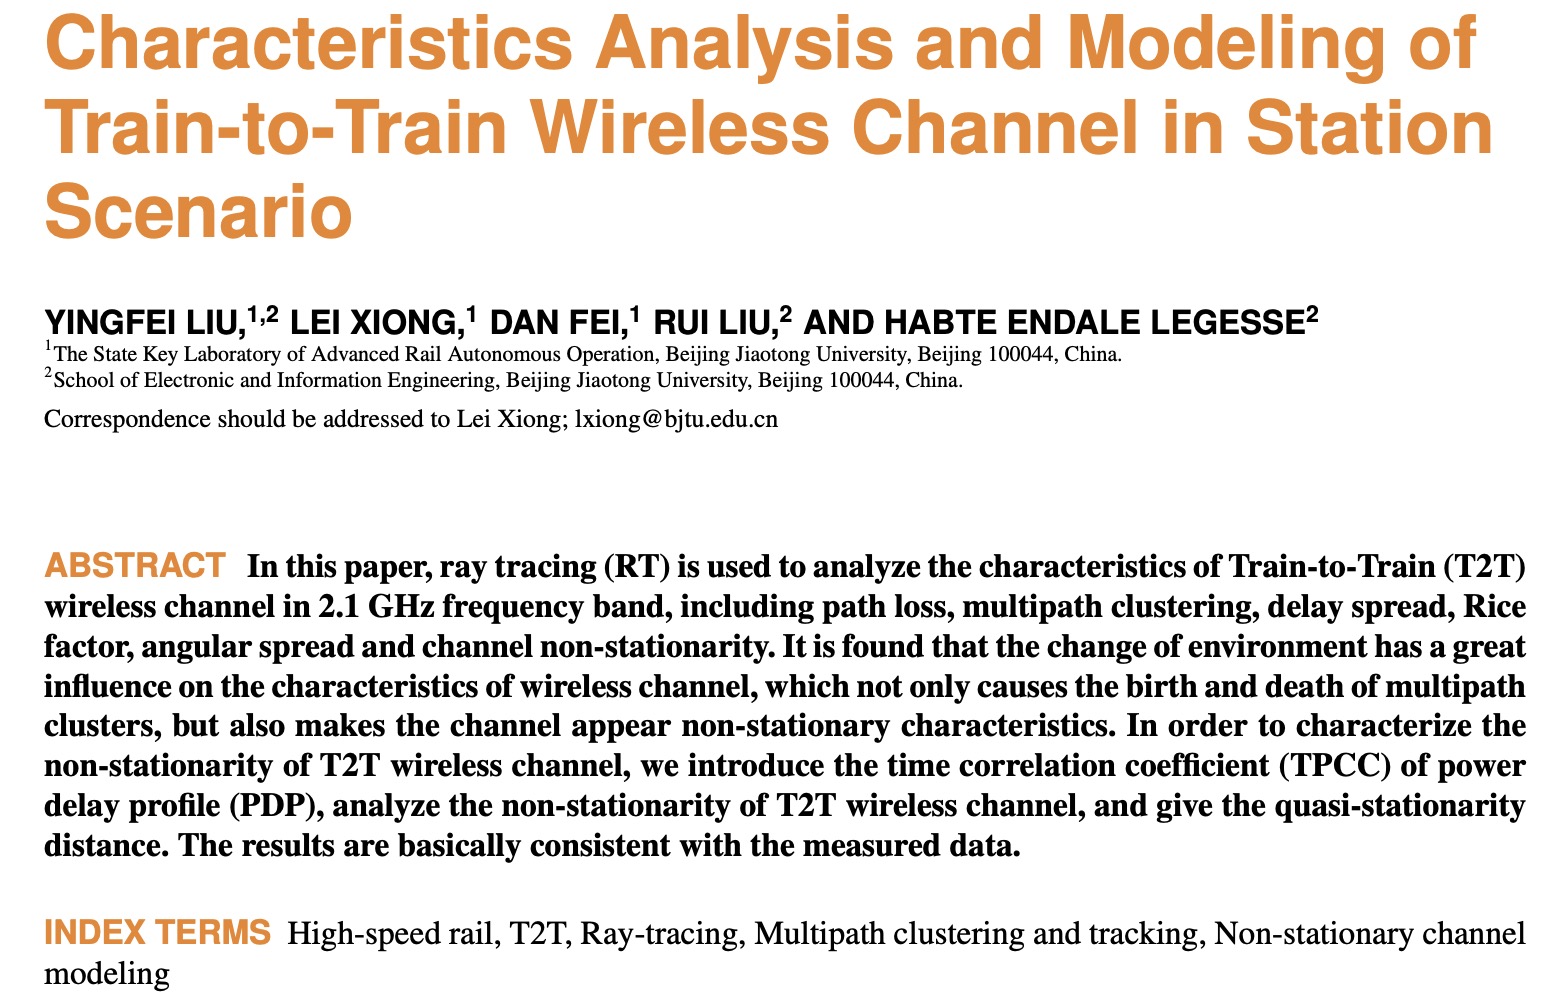 Characteristics Analysis and Modeling of
Train-to-Train Wireless Channel in Station
Scenario
YINGFEI LIU,1,2 LEI XIONG,1 DAN FEI,1 RUI LIU,2 AND HABTE ENDALE LEGESSE2
1The State Key Laboratory of Advanced Rail Autonomous Operation, Beijing Jiaotong University, Beijing 100044, China.
2School of Electronic and Information Engineering, Beijing Jiaotong University, Beijing 100044, China.
Correspondence should be addressed to Lei Xiong; lxiong@bjtu.edu.cn
ABSTRACT In this paper, ray tracing (RT) is used to analyze the characteristics of Train-to-Train (T2T)
wireless channel in 2.1 GHz frequency band, including path loss, multipath clustering, delay spread, Rice
factor, angular spread and channel non-stationarity. It is found that the change of environment has a great
influence on the characteristics of wireless channel, which not only causes the birth and death of multipath
clusters, but also makes the channel appear non-stationary characteristics. In order to characterize the
non-stationarity of T2T wireless channel, we introduce the time correlation coefficient (TPCC) of power
delay profile (PDP), analyze the non-stationarity of T2T wireless channel, and give the quasi-stationarity
distance. The results are basically consistent with the measured data.
INDEX TERMS High-speed rail, T2T, Ray-tracing, Multipath clustering and tracking, Non-stationary channel
modeling